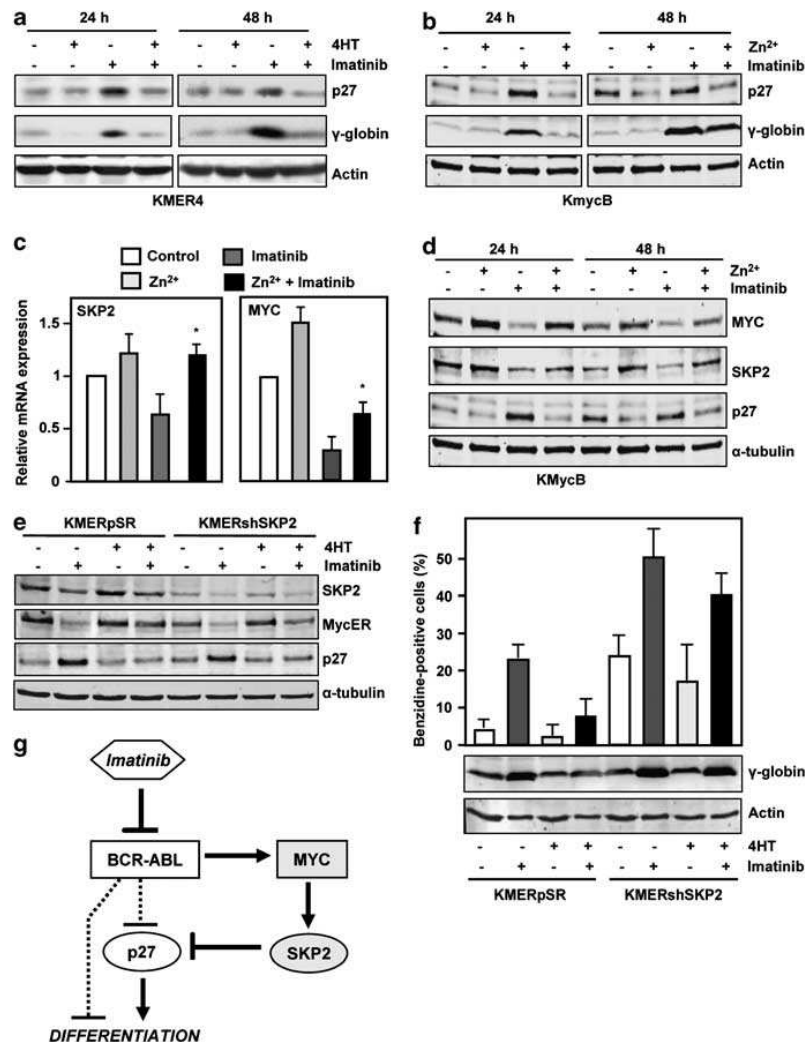 a
24 h 48 h
- + - + - + - + 4HT
- - + + - - + + Imatinib
p27
γ-globin
Actin
KMER4
b
24 h 48 h
- + - + - + - + Zn2+
- - + + - - + + Imatinib
p27
γ-globin
Actin
KmycB
c
Control Imatinib
Zn2+ Zn2+ + Imatinib
SKP2 MYC
Relative mRNA expression
1.5
1
0.5
0
* *
d
24 h 48 h
- + - + - + - + Zn2+
- - + + - - + + Imatinib
MYC
SKP2
p27
α-tubulin
KMycB
e
KMERpSR KMERshSKP2
- - + + - - + + 4HT
- + - + - + - + Imatinib
SKP2
MycER
p27
α-tubulin
f
Benzidine-positive cells (%)
50
40
30
20
10
0
γ-globin
Actin
- - + + - - + + 4HT
- + - + - + - + Imatinib
KMERpSR KMERshSKP2
g
Imatinib
BCR-ABL MYC
p27 SKP2
DIFFERENTIATION